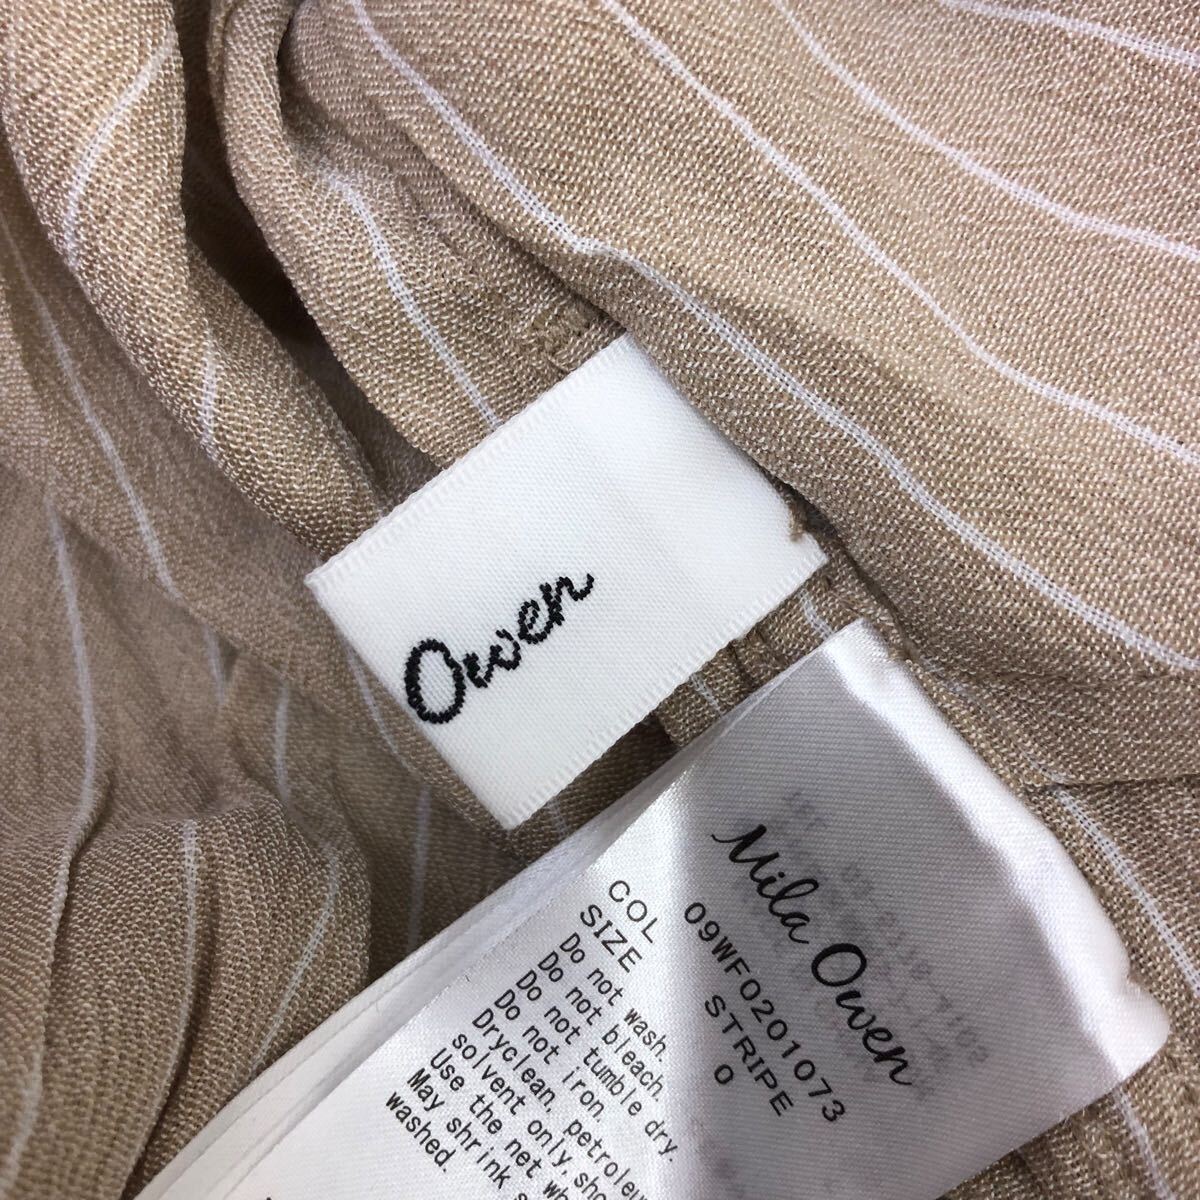 Owen
Mila Owen
09WF0201073
COL STRIPE
SIZE 0
Do not wash.
Do not bleach.
Do not tumble dry.
Do not iron.
Dryclean, petroleu
solvent only, sho
Use the net wh
May shrink s
washed.